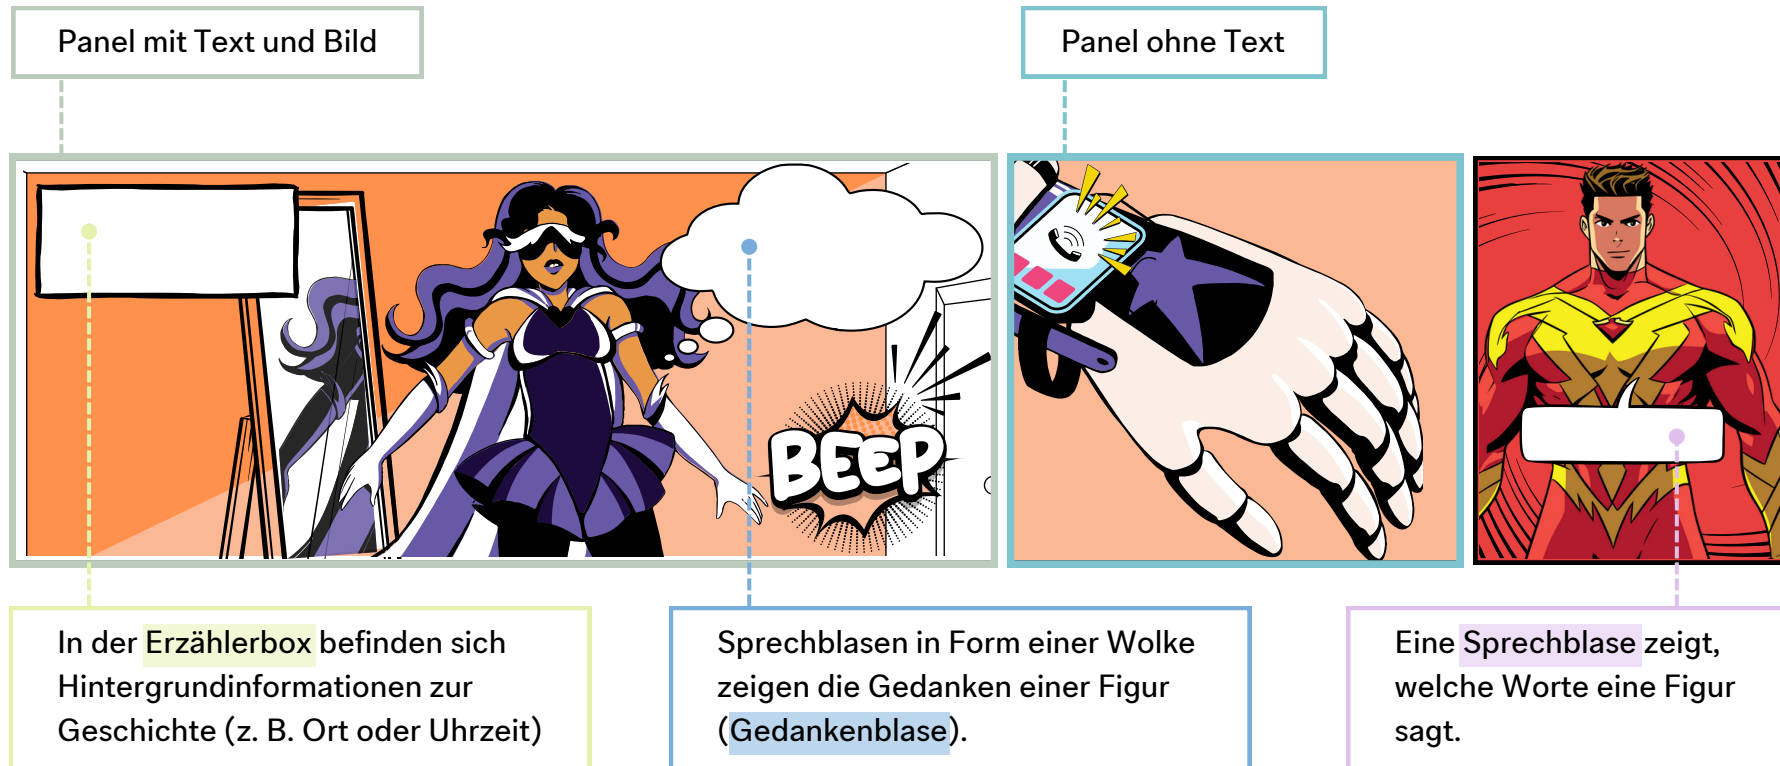 Panel mit Text und Bild
Panel ohne Text
BEEP
In der Erzählerbox befinden sich
Hintergrundinformationen zur
Geschichte (z. B. Ort oder Uhrzeit)
Sprechblasen in Form einer Wolke
zeigen die Gedanken einer Figur
(Gedankenblase).
Eine Sprechblase zeigt,
welche Worte eine Figur
sagt.